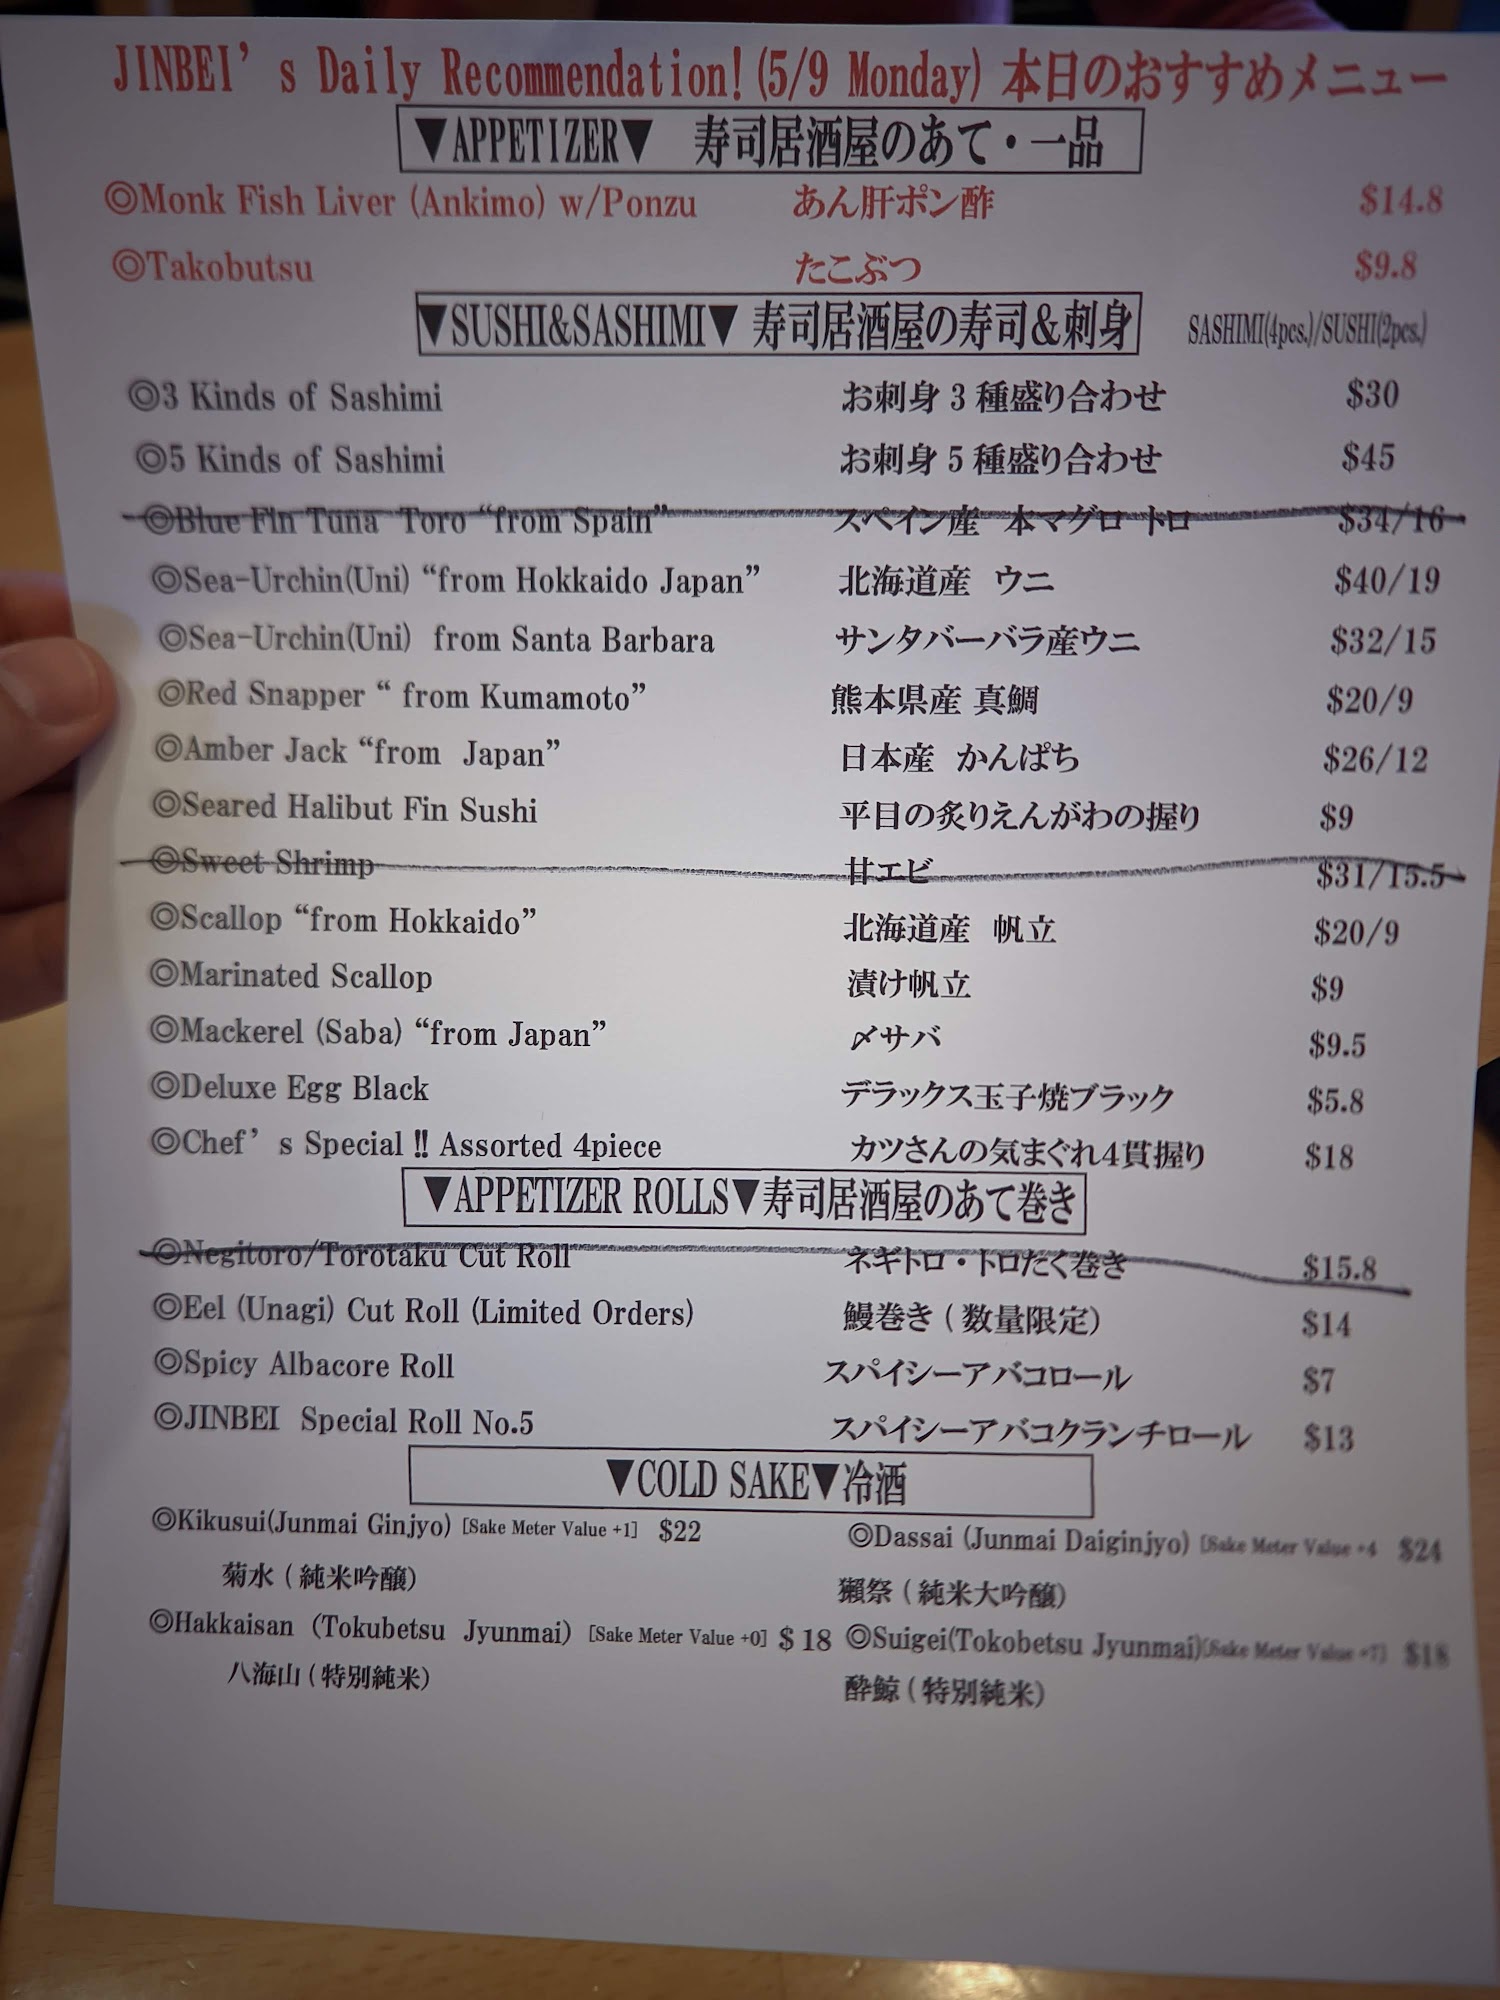 JINBEI's Daily Recommendation!(5/9 Monday) 本日のおすすめメニュー
▼APPETIZER▼ 寿司居酒屋のあて・一品
◎Monk Fish Liver (Ankimo) w/Ponzu あん肝ポン酢 $14.8
◎Takobutsu たこぶつ $9.8
▼SUSHI&SASHIMI▼ 寿司居酒屋の寿司&刺身 SASHIMI(4pcs.)/SUSHI(2pcs.)
◎3 Kinds of Sashimi お刺身3種盛り合わせ $30
◎5 Kinds of Sashimi お刺身5種盛り合わせ $45
◎Blue Fin Tuna Toro “from Spain” スペイン産 本マグロ トロ $34/16
◎Sea-Urchin(Uni) “from Hokkaido Japan” 北海道産 ウニ $40/19
◎Sea-Urchin(Uni) from Santa Barbara サンタバーバラ産ウニ $32/15
◎Red Snapper “ from Kumamoto” 熊本県産 真鯛 $20/9
◎Amber Jack “from Japan” 日本産 かんぱち $26/12
◎Seared Halibut Fin Sushi 平目の炙りえんがわの握り $9
◎Sweet Shrimp 甘エビ $31/15.5
◎Scallop “from Hokkaido” 北海道産 帆立 $20/9
◎Marinated Scallop 漬け帆立 $9
◎Mackerel (Saba) “from Japan” 〆サバ $9.5
◎Deluxe Egg Black デラックス玉子焼ブラック $5.8
◎Chef's Special !! Assorted 4piece カツさんの気まぐれ4貫握り $18
▼APPETIZER ROLLS▼寿司居酒屋のあて巻き
◎Negitoro/Torotaku Cut Roll ネギトロ・トロたく巻き $15.8
◎Eel (Unagi) Cut Roll (Limited Orders) 鰻巻き(数量限定) $14
◎Spicy Albacore Roll スパイシーアバコロール $7
◎JINBEI Special Roll No.5 スパイシーアバコクランチロール $13
▼COLD SAKE▼冷酒
◎Kikusui(Junmai Ginjyo) [Sake Meter Value +1] $22 ◎Dassai (Junmai Daiginjyo) [Sake Meter Value +4 $24
菊水(純米吟醸) 獺祭(純米大吟醸)
◎Hakkaisan (Tokubetsu Jyunmai) [Sake Meter Value +0] $ 18 ◎Suigei(Tokobetsu Jyunmai)[Sake Meter Value +7] $18
八海山(特別純米) 酔鯨(特別純米)